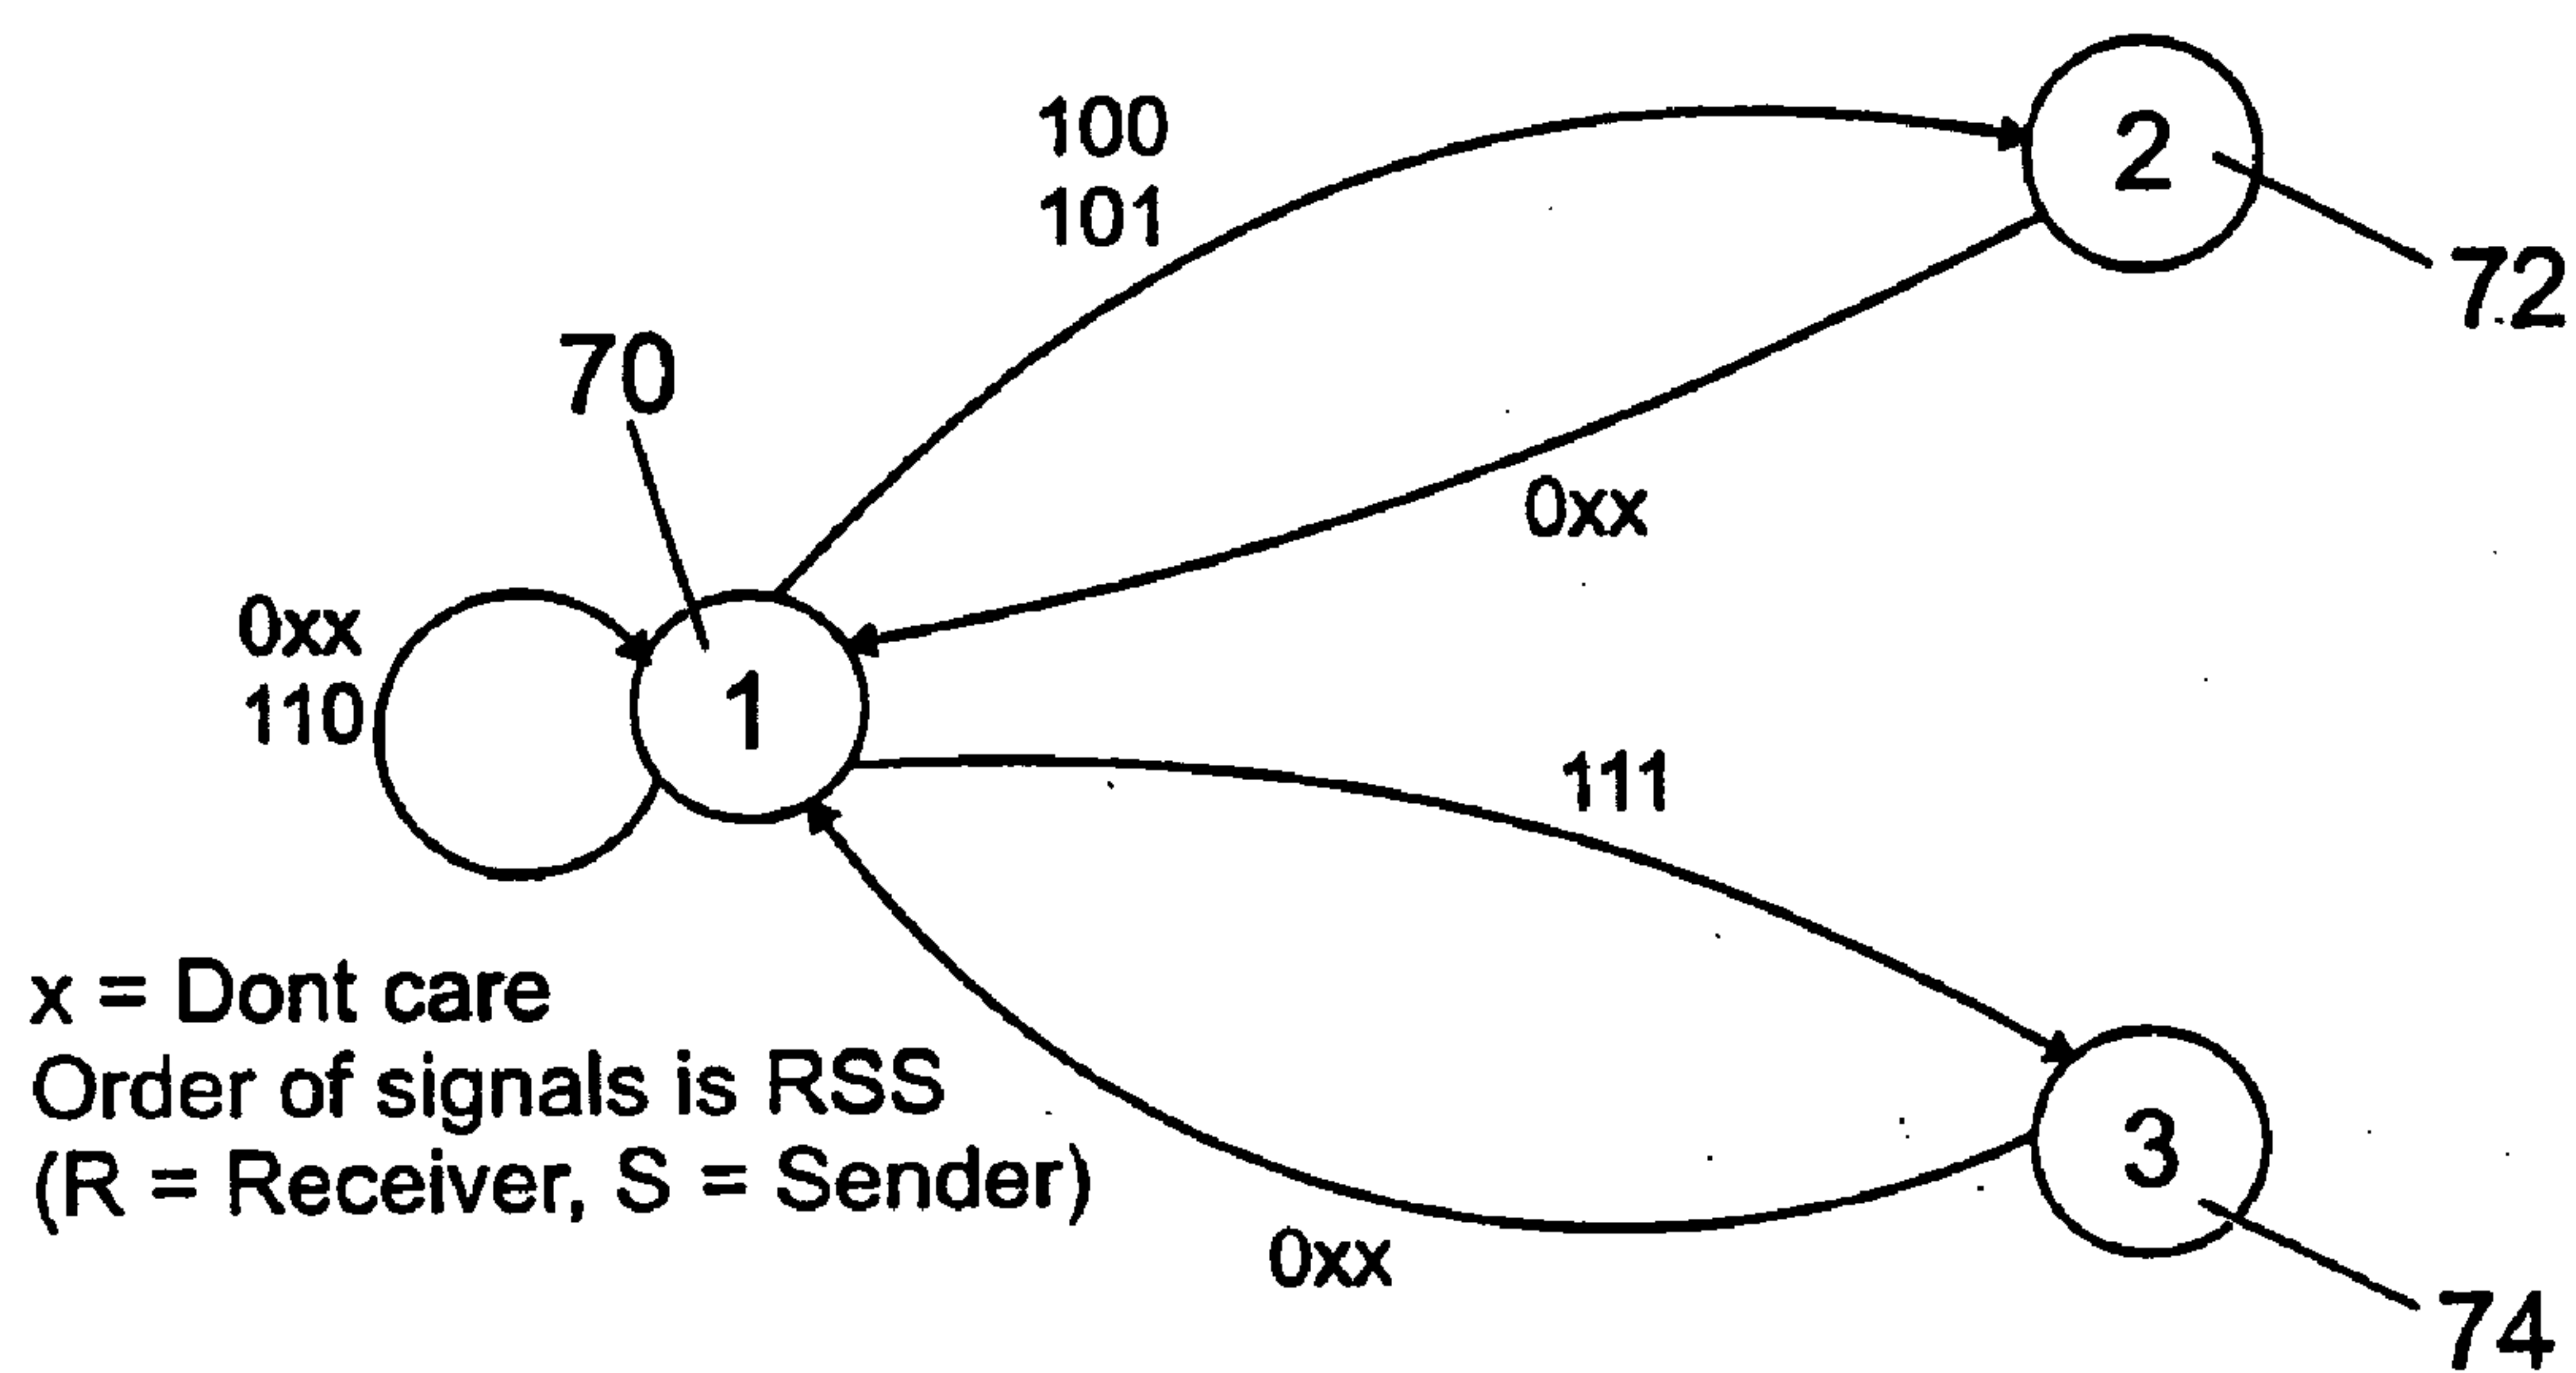 100
101
2
72
70
0xx
0xx
110
1
111
x = Dont care
Order of signals is RSS
(R = Receiver, S = Sender)
3
0xx
74